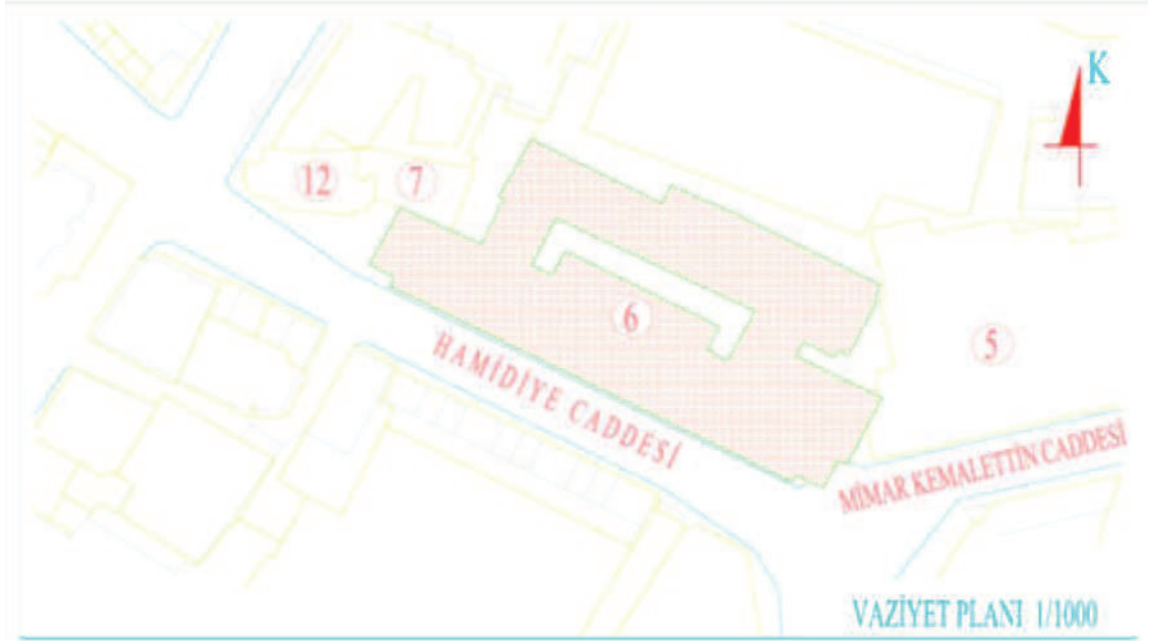 K
12
7
6
5
HAMİDİYE CADDESİ
MİMAR KEMALETTİN CADDESİ
VAZİYET PLANI 1/1000